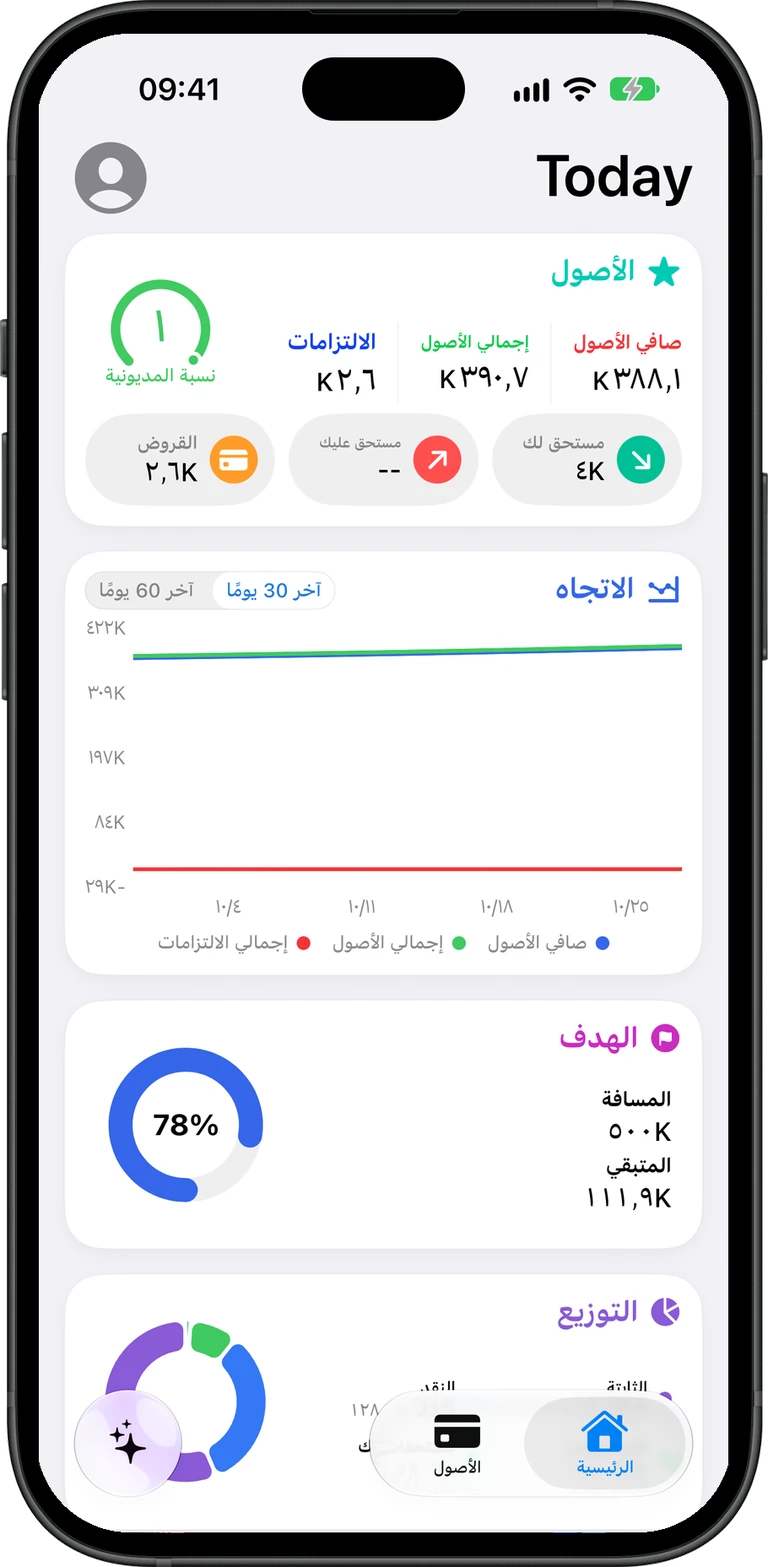 09:41
Today
الأصول
صافي الأصول
K٣٨٨,١
إجمالي الأصول
K٣٩٠,٧
الالتزامات
K٢,٦
١
نسبة المديونية
مستحق لك
٤K
مستحق عليك
--
القروض
٢,٦K
الاتجاه
آخر 30 يومًا
آخر 60 يومًا
٤٢٢K
٣٠٩K
١٩٧K
٨٤K
٢٩K-
١٠/٤ ١٠/١١ ١٠/١٨ ١٠/٢٥
صافي الأصول
إجمالي الأصول
إجمالي الالتزامات
الهدف
المسافة
٥٠٠K
المتبقي
١١١,٩K
78%
التوزيع
الثابتة
النقد
١٢٨
الرئيسية
الأصول